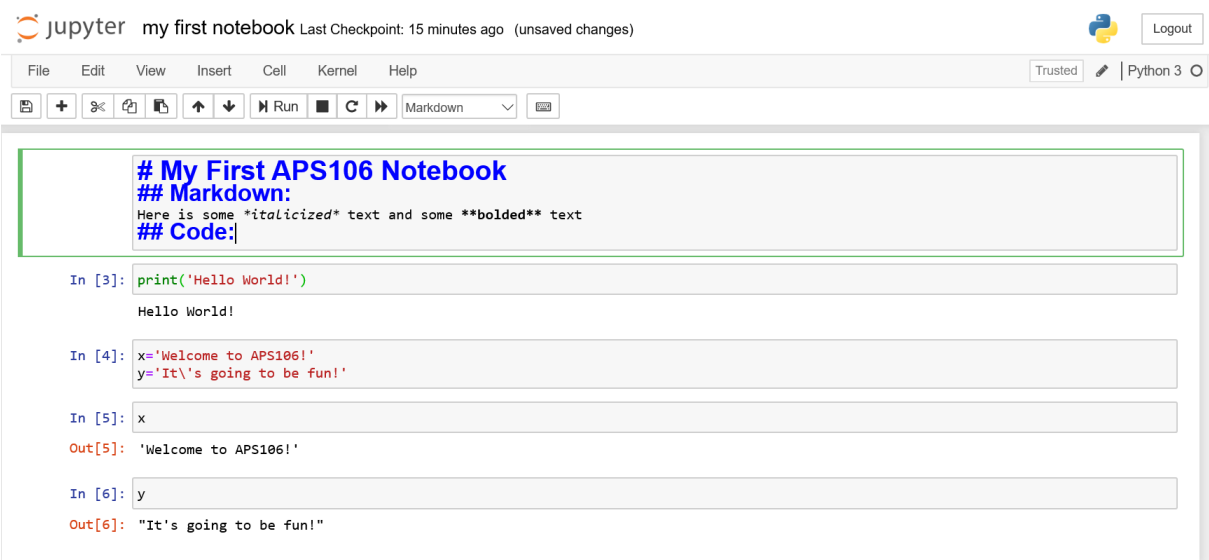 jupyter my first notebook Last Checkpoint: 15 minutes ago (unsaved changes) Logout
File Edit View Insert Cell Kernel Help Trusted Python 3
Run Markdown
# My First APS106 Notebook
## Markdown:
Here is some *italicized* text and some **bolded** text
## Code:
In [3]: print('Hello World!')
Hello World!
In [4]: x='Welcome to APS106!'
y='It\'s going to be fun!'
In [5]: x
Out[5]: 'Welcome to APS106!'
In [6]: y
Out[6]: "It's going to be fun!"